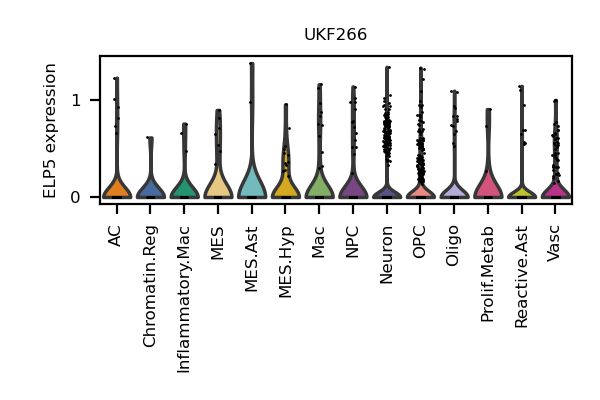 UKF266
ELP5 expression
1
0
AC
Chromatin.Reg
Inflammatory.Mac
MES
MES.Ast
MES.Hyp
Mac
NPC
Neuron
OPC
Oligo
Prolif.Metab
Reactive.Ast
Vasc